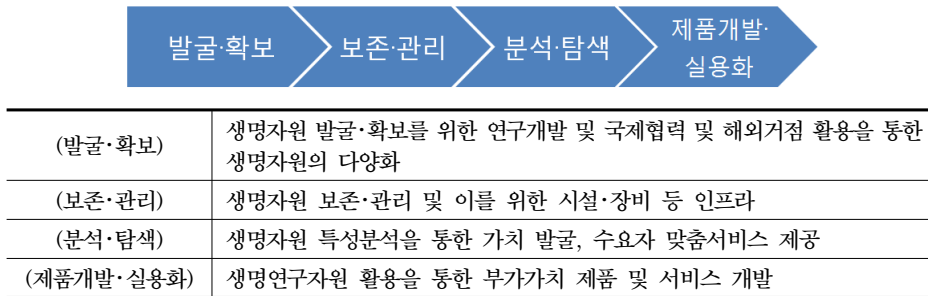 발굴·확보
보존·관리
분석·탐색
제품개발·
실용화
(발굴·확보)
생명자원 발굴·확보를 위한 연구개발 및 국제협력 및 해외거점 활용을 통한
생명자원의 다양화
(보존·관리)
생명자원 보존·관리 및 이를 위한 시설·장비 등 인프라
(분석·탐색)
생명자원 특성분석을 통한 가치 발굴, 수요자 맞춤서비스 제공
(제품개발·실용화)
생명연구자원 활용을 통한 부가가치 제품 및 서비스 개발